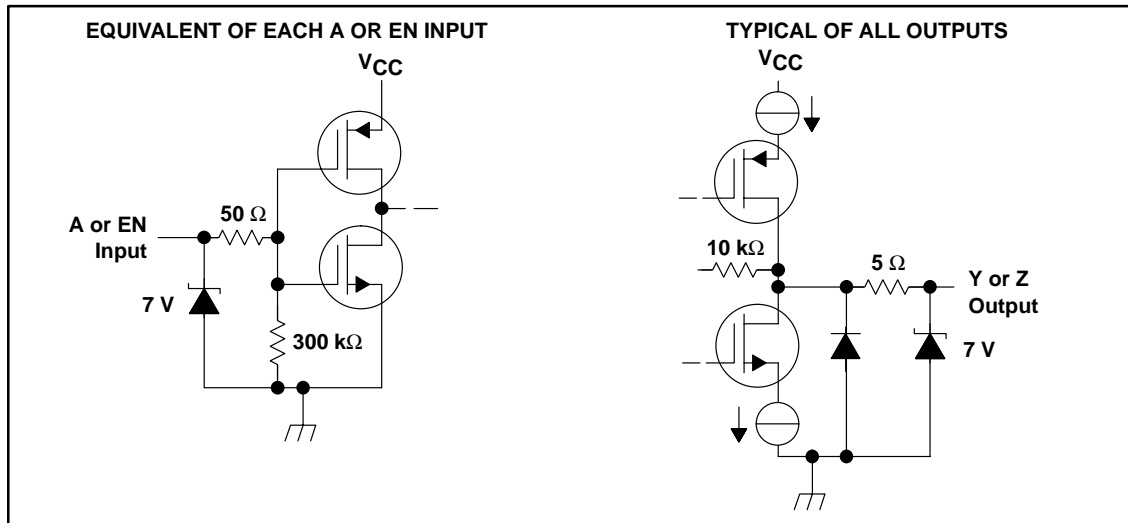 EQUIVALENT OF EACH A OR EN INPUT
VCC
50 Ω
A or EN
Input
7 V
300 kΩ
TYPICAL OF ALL OUTPUTS
VCC
10 kΩ
5 Ω
Y or Z
Output
7 V